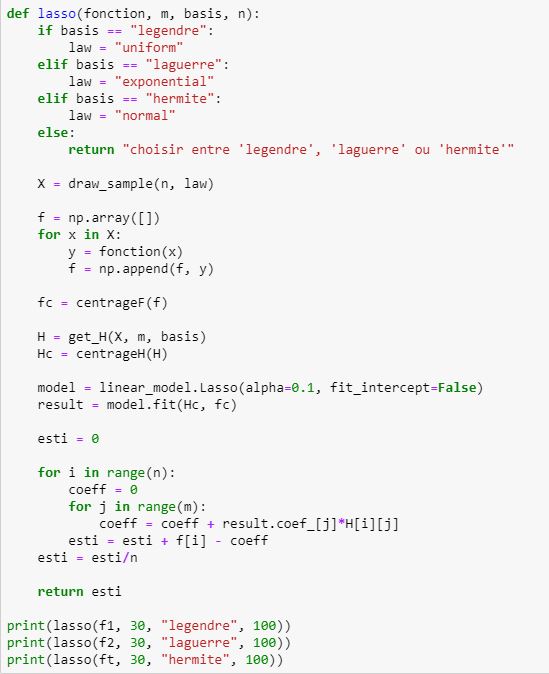 def lasso(fonction, m, basis, n):
    if basis == "legendre":
        law = "uniform"
    elif basis == "laguerre":
        law = "exponential"
    elif basis == "hermite":
        law = "normal"
    else:
        return "choisir entre 'legendre', 'laguerre' ou 'hermite'"

    X = draw_sample(n, law)

    f = np.array([])
    for x in X:
        y = fonction(x)
        f = np.append(f, y)

    fc = centrageF(f)

    H = get_H(X, m, basis)
    Hc = centrageH(H)

    model = linear_model.Lasso(alpha=0.1, fit_intercept=False)
    result = model.fit(Hc, fc)

    esti = 0

    for i in range(n):
        coeff = 0
        for j in range(m):
            coeff = coeff + result.coef_[j]*H[i][j]
        esti = esti + f[i] - coeff
    esti = esti/n

    return esti

print(lasso(f1, 30, "legendre", 100))
print(lasso(f2, 30, "laguerre", 100))
print(lasso(ft, 30, "hermite", 100))